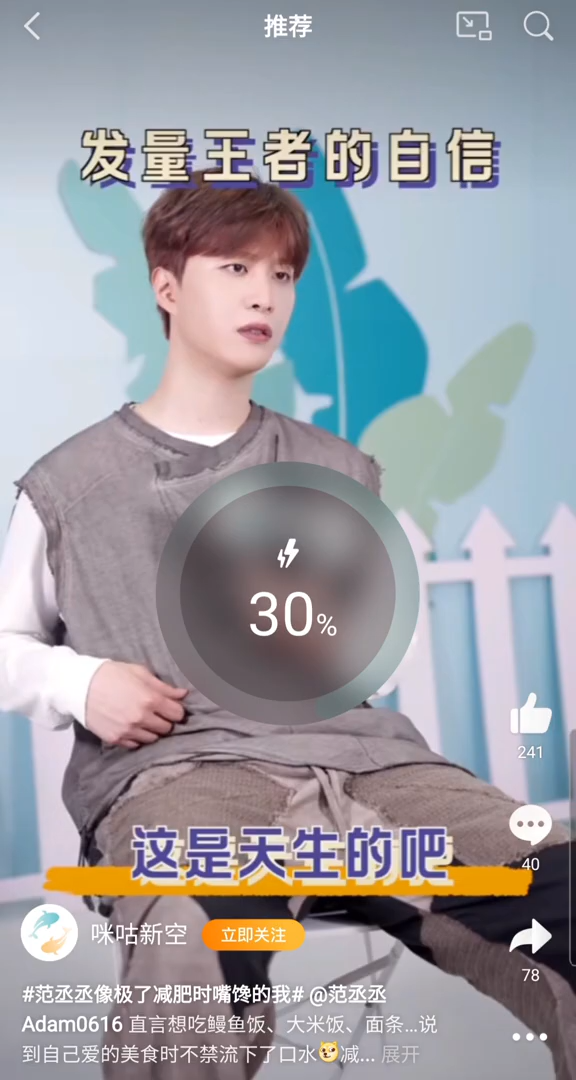 推荐
发量王者的自信
30%
241
这是天生的吧
40
咪咕新空 立即关注
78
#范丞丞像极了减肥时嘴馋的我# @范丞丞
Adam0616 直言想吃鳗鱼饭、大米饭、面条...说
到自己爱的美食时不禁流下了口水🐱减... 展开